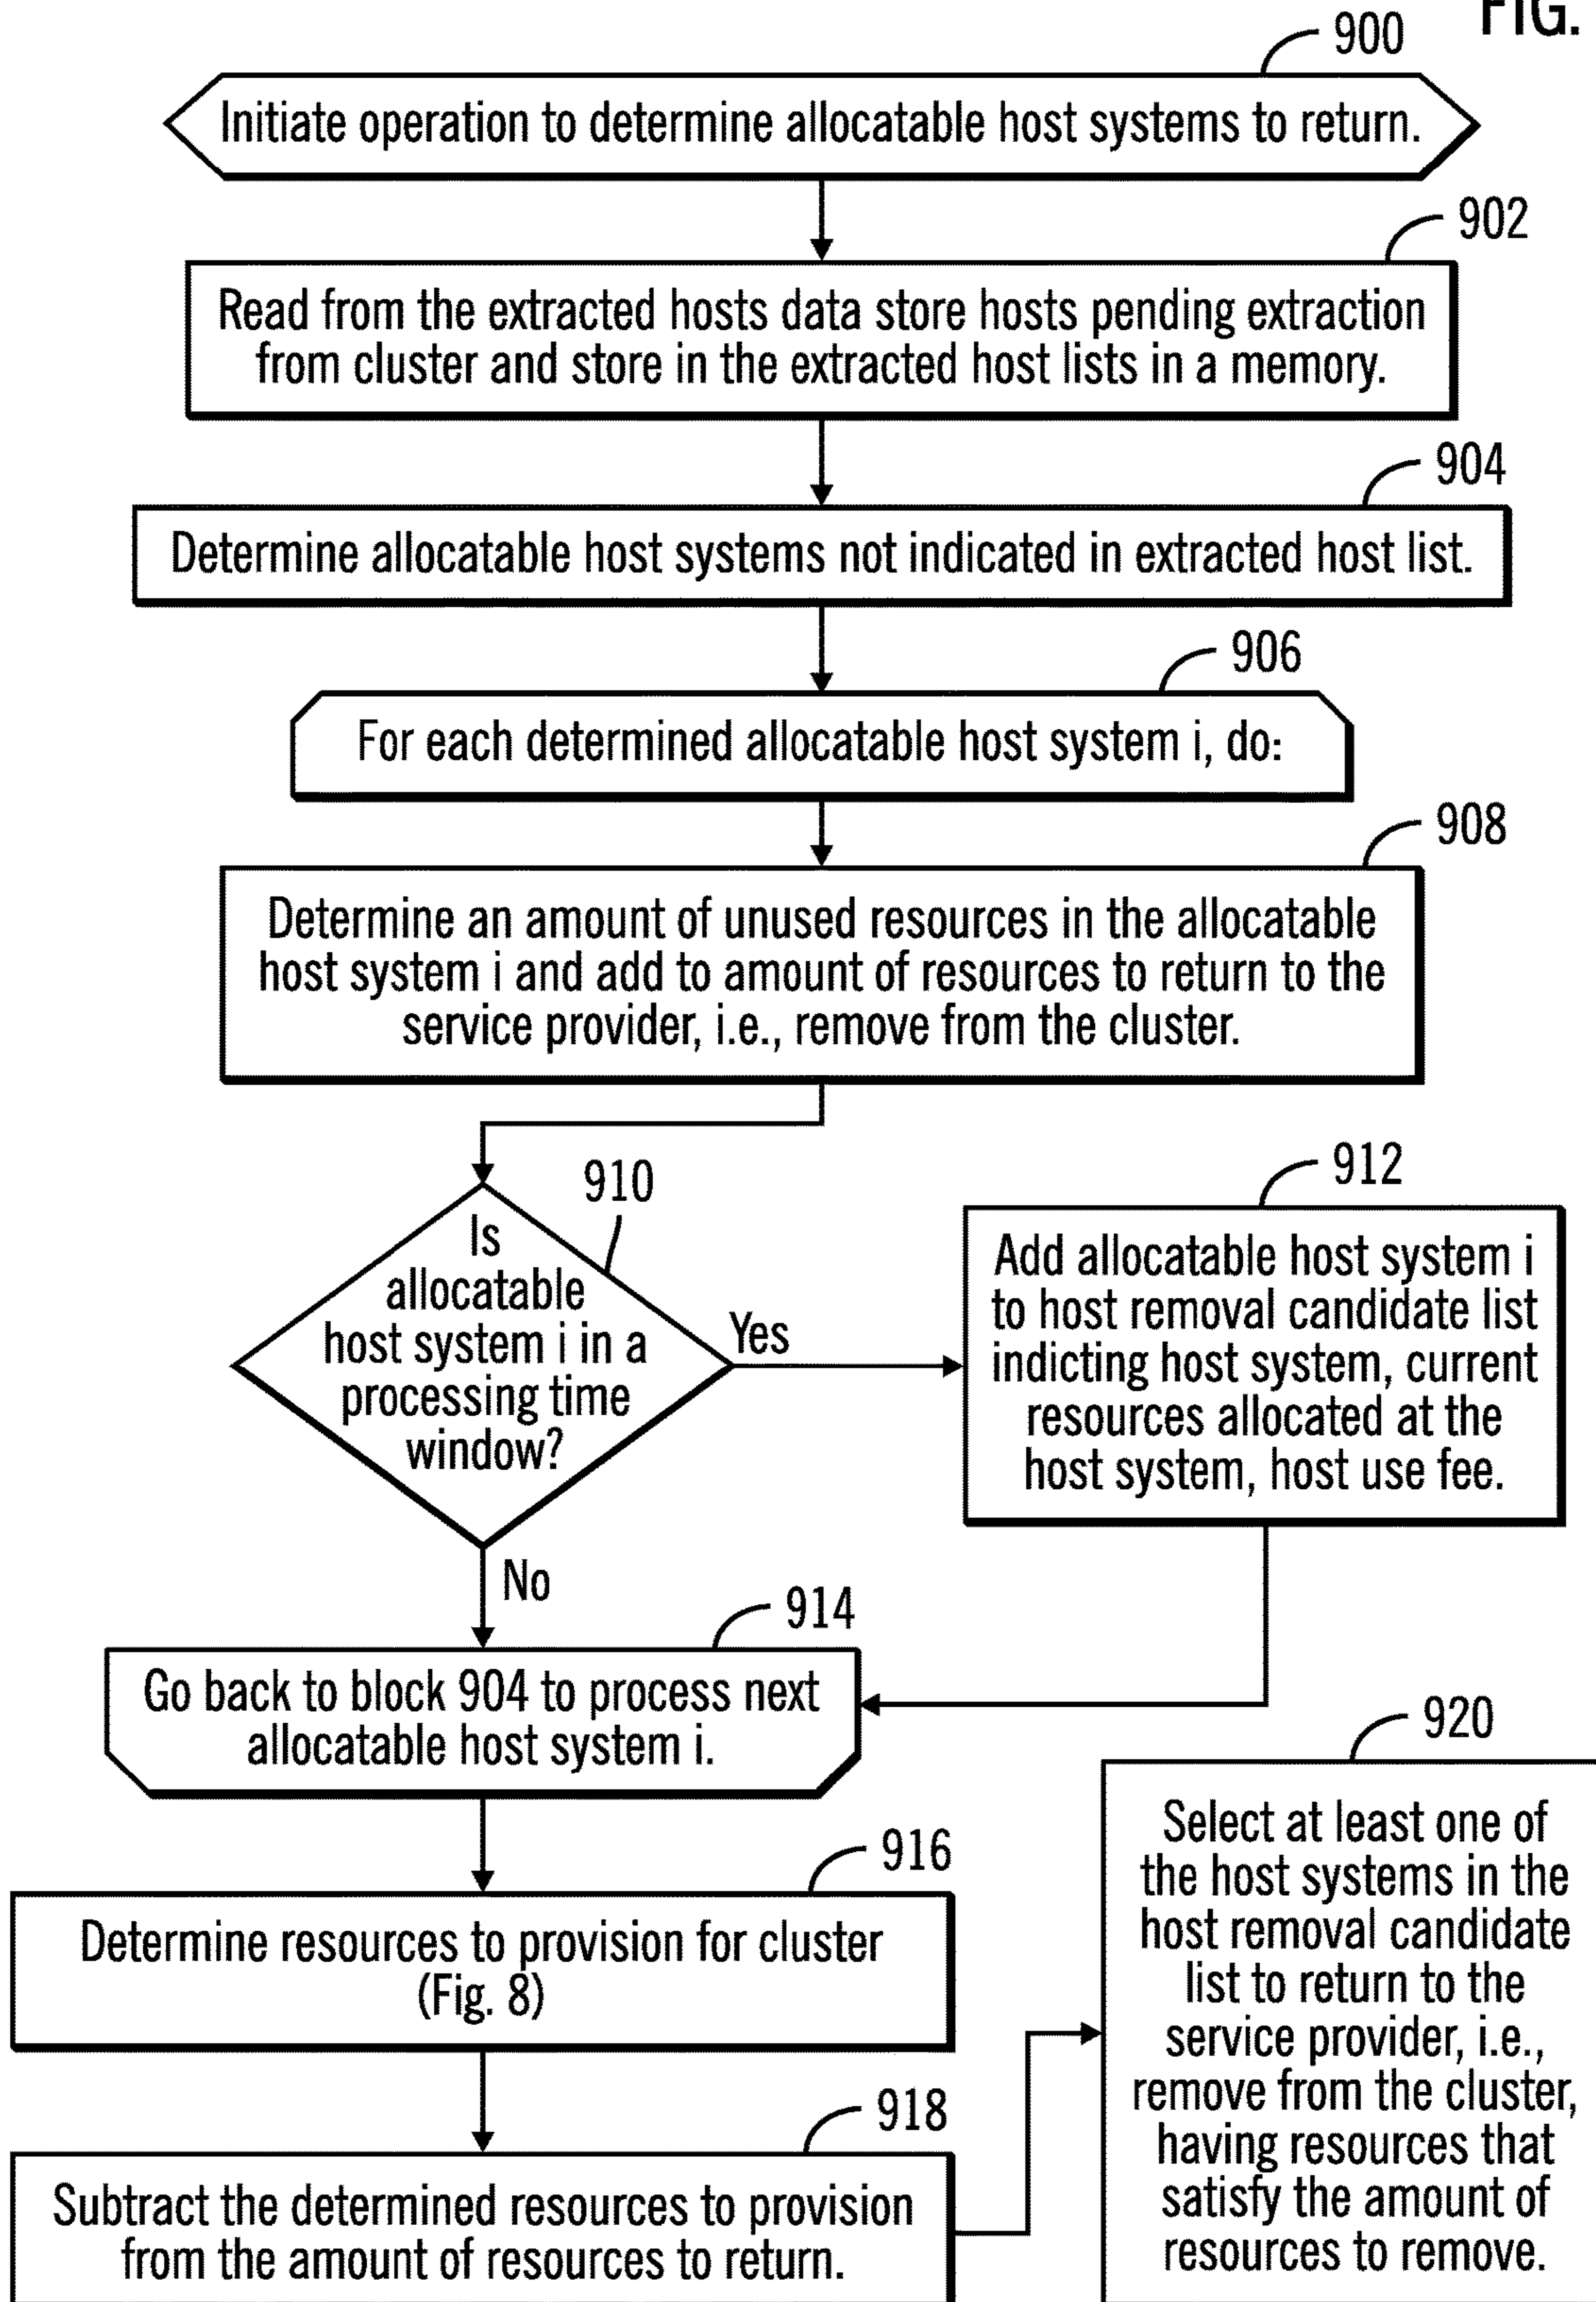 FIG.
900
Initiate operation to determine allocatable host systems to return.
902
Read from the extracted hosts data store hosts pending extraction
from cluster and store in the extracted host lists in a memory.
904
Determine allocatable host systems not indicated in extracted host list.
906
For each determined allocatable host system i, do:
908
Determine an amount of unused resources in the allocatable
host system i and add to amount of resources to return to the
service provider, i.e., remove from the cluster.
910
Is
allocatable
host system i in a
processing time
window?
Yes
912
Add allocatable host system i
to host removal candidate list
indicting host system, current
resources allocated at the
host system, host use fee.
No
914
Go back to block 904 to process next
allocatable host system i.
916
Determine resources to provision for cluster
(Fig. 8)
918
Subtract the determined resources to provision
from the amount of resources to return.
920
Select at least one of
the host systems in the
host removal candidate
list to return to the
service provider, i.e.,
remove from the cluster,
having resources that
satisfy the amount of
resources to remove.